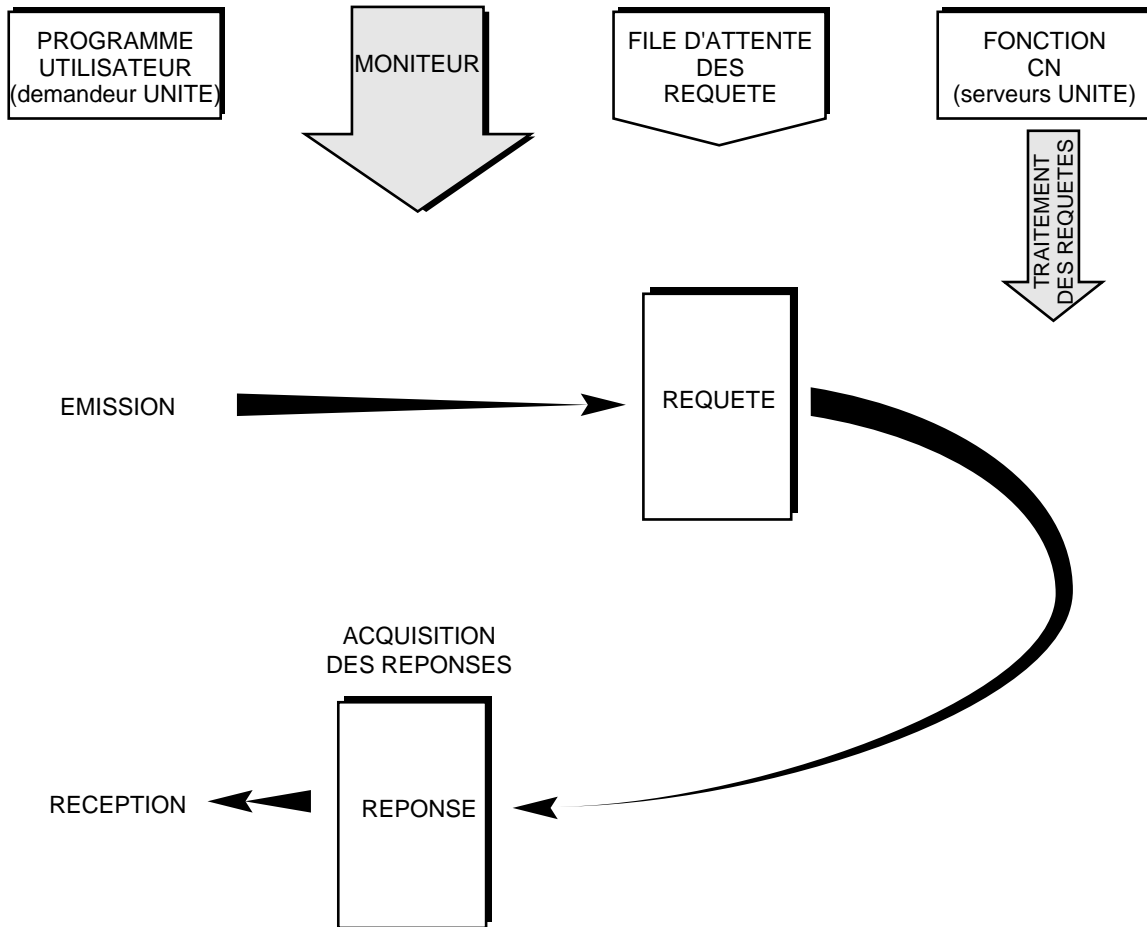 PROGRAMME
UTILISATEUR
(demandeur UNITE)
MONITEUR
FILE D'ATTENTE
DES
REQUETE
FONCTION
CN
(serveurs UNITE)
TRAITEMENT
DES REQUETES
EMISSION
REQUETE
ACQUISITION
DES REPONSES
RECEPTION
REPONSE